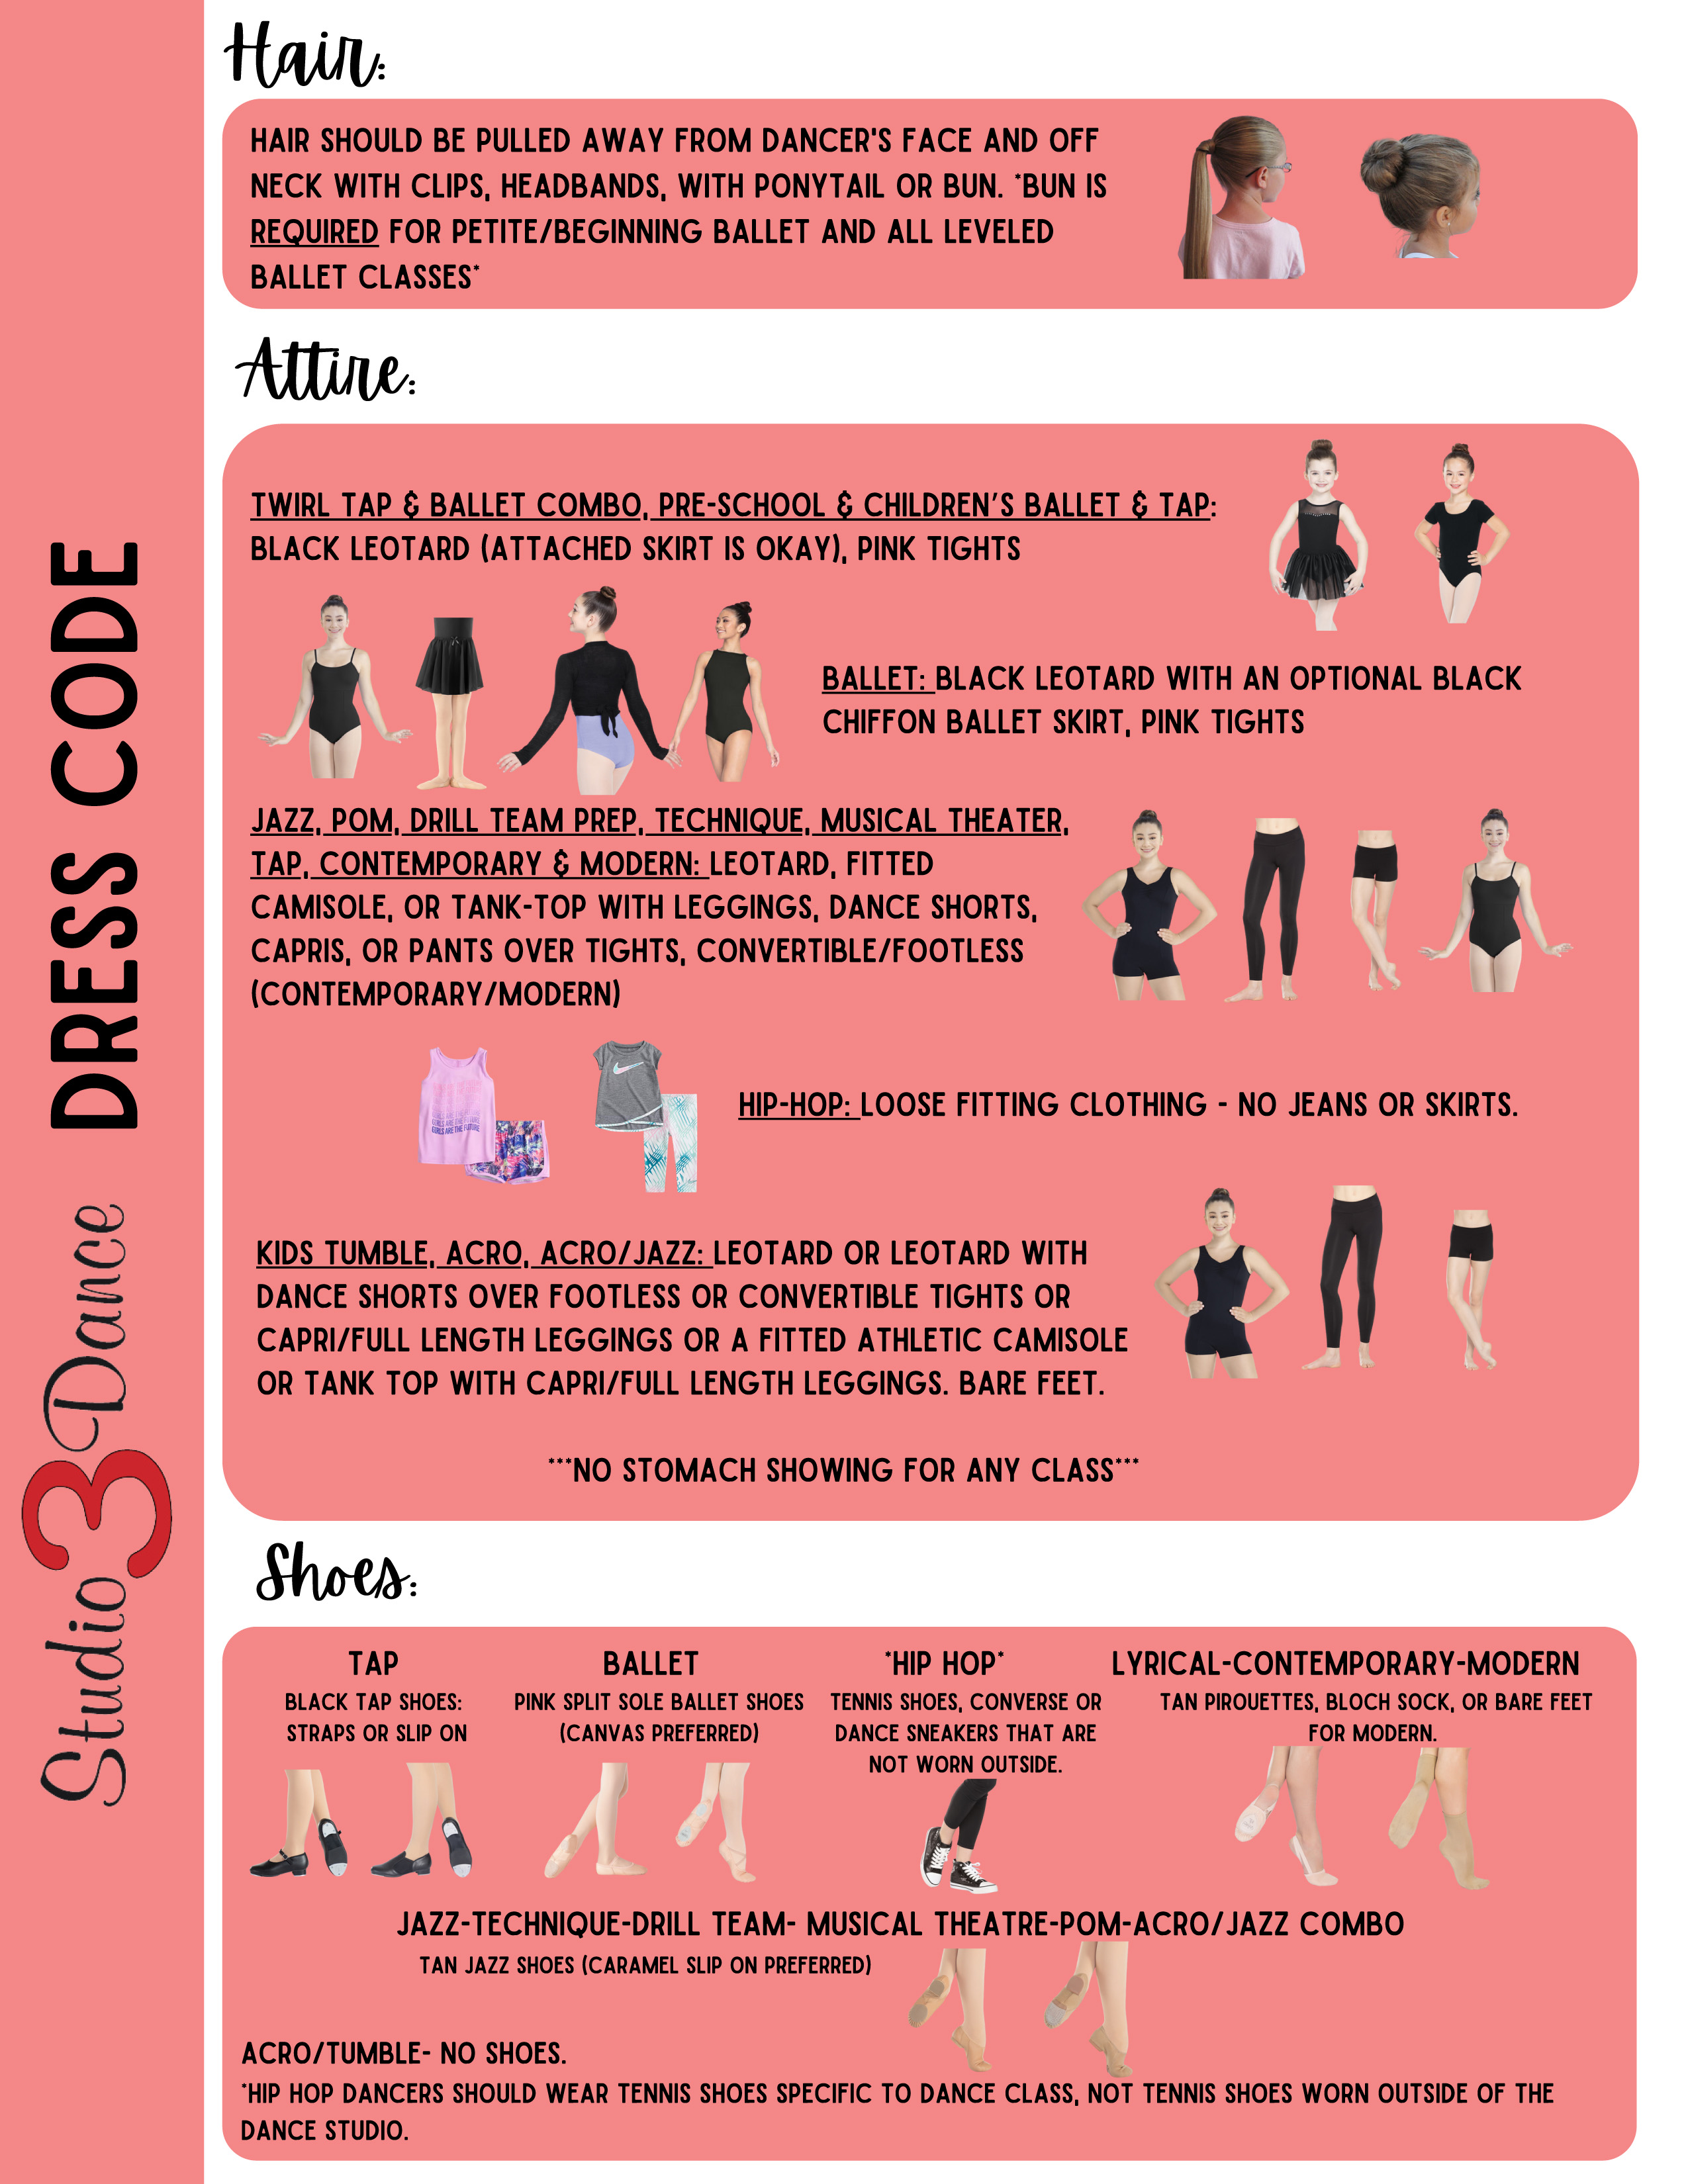 Hair:
HAIR SHOULD BE PULLED AWAY FROM DANCER'S FACE AND OFF
NECK WITH CLIPS, HEADBANDS, WITH PONYTAIL OR BUN. *BUN IS
REQUIRED FOR PETITE/BEGINNING BALLET AND ALL LEVELED
BALLET CLASSES*
Attire:
TWIRL TAP & BALLET COMBO, PRE-SCHOOL & CHILDREN'S BALLET & TAP:
BLACK LEOTARD (ATTACHED SKIRT IS OKAY), PINK TIGHTS
BALLET: BLACK LEOTARD WITH AN OPTIONAL BLACK
CHIFFON BALLET SKIRT, PINK TIGHTS
JAZZ, POM, DRILL TEAM PREP, TECHNIQUE, MUSICAL THEATER,
TAP, CONTEMPORARY & MODERN: LEOTARD, FITTED
CAMISOLE, OR TANK-TOP WITH LEGGINGS, DANCE SHORTS,
CAPRIS, OR PANTS OVER TIGHTS, CONVERTIBLE/FOOTLESS
(CONTEMPORARY/MODERN)
GIRLS ARE THE FUTURE
HIP-HOP: LOOSE FITTING CLOTHING - NO JEANS OR SKIRTS.
KIDS TUMBLE, ACRO, ACRO/JAZZ: LEOTARD OR LEOTARD WITH
DANCE SHORTS OVER FOOTLESS OR CONVERTIBLE TIGHTS OR
CAPRI/FULL LENGTH LEGGINGS OR A FITTED ATHLETIC CAMISOLE
OR TANK TOP WITH CAPRI/FULL LENGTH LEGGINGS. BARE FEET.
***NO STOMACH SHOWING FOR ANY CLASS***
Shoes:
TAP
BLACK TAP SHOES:
STRAPS OR SLIP ON
BALLET
PINK SPLIT SOLE BALLET SHOES
(CANVAS PREFERRED)
*HIP HOP*
TENNIS SHOES, CONVERSE OR
DANCE SNEAKERS THAT ARE
NOT WORN OUTSIDE.
LYRICAL-CONTEMPORARY-MODERN
TAN PIROUETTES, BLOCH SOCK, OR BARE FEET
FOR MODERN.
JAZZ-TECHNIQUE-DRILL TEAM- MUSICAL THEATRE-POM-ACRO/JAZZ COMBO
TAN JAZZ SHOES (CARAMEL SLIP ON PREFERRED)
ACRO/TUMBLE- NO SHOES.
*HIP HOP DANCERS SHOULD WEAR TENNIS SHOES SPECIFIC TO DANCE CLASS, NOT TENNIS SHOES WORN OUTSIDE OF THE
DANCE STUDIO.
Studio 3 Dance DRESS CODE